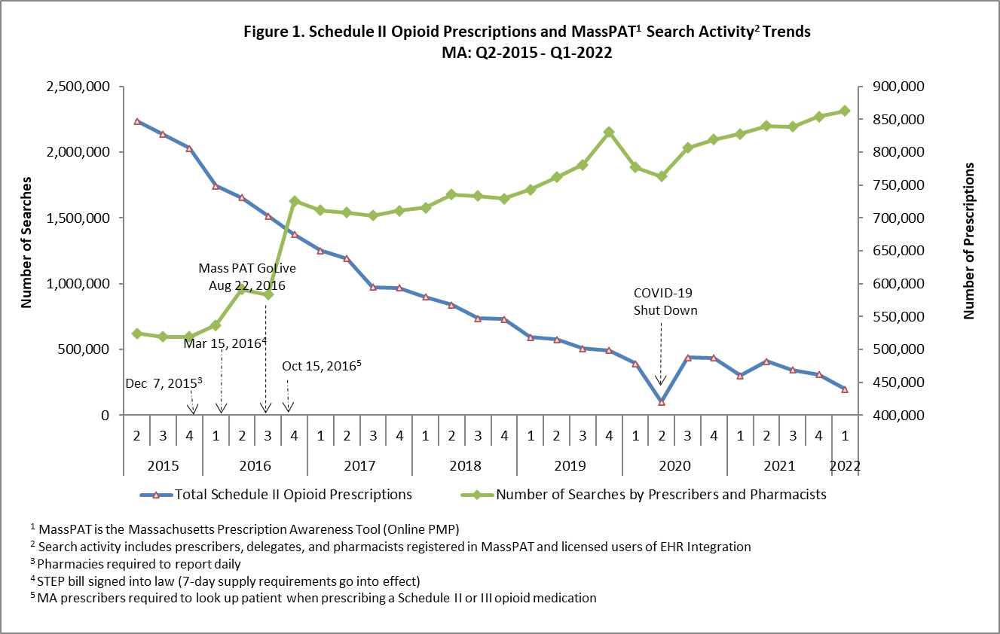 Figure 1. Schedule II Opioid Prescriptions and MassPAT¹ Search Activity² Trends
MA: Q2-2015 - Q1-2022
2,500,000
2,000,000
1,500,000
1,000,000
500,000
0
Number of Searches
900,000
850,000
800,000
750,000
700,000
650,000
600,000
550,000
500,000
450,000
400,000
Number of Prescriptions
Mass PAT GoLive
Aug 22, 2016
COVID-19
Shut Down
Mar 15, 2016⁴
Oct 15, 2016⁵
Dec 7, 2015³
2 3 4 1 2 3 4 1 2 3 4 1 2 3 4 1 2 3 4 1 2 3 4 1 2 3 4 1
2015 2016 2017 2018 2019 2020 2021 2022
Total Schedule II Opioid Prescriptions Number of Searches by Prescribers and Pharmacists
¹ MassPAT is the Massachusetts Prescription Awareness Tool (Online PMP)
² Search activity includes prescribers, delegates, and pharmacists registered in MassPAT and licensed users of EHR Integration
³ Pharmacies required to report daily
⁴ STEP bill signed into law (7-day supply requirements go into effect)
⁵ MA prescribers required to look up patient when prescribing a Schedule II or III opioid medication